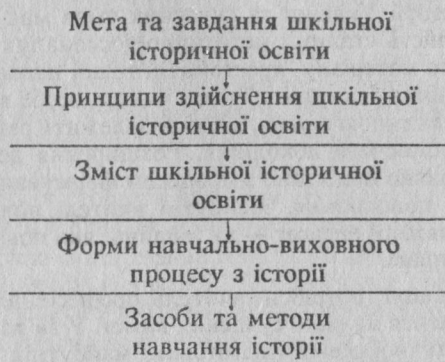 Мета та завдання шкільної
історичної освіти
Принципи здійснення шкільної
історичної освіти
Зміст шкільної історичної
освіти
Форми навчально-виховного
процесу з історії
Засоби та методи
навчання історії